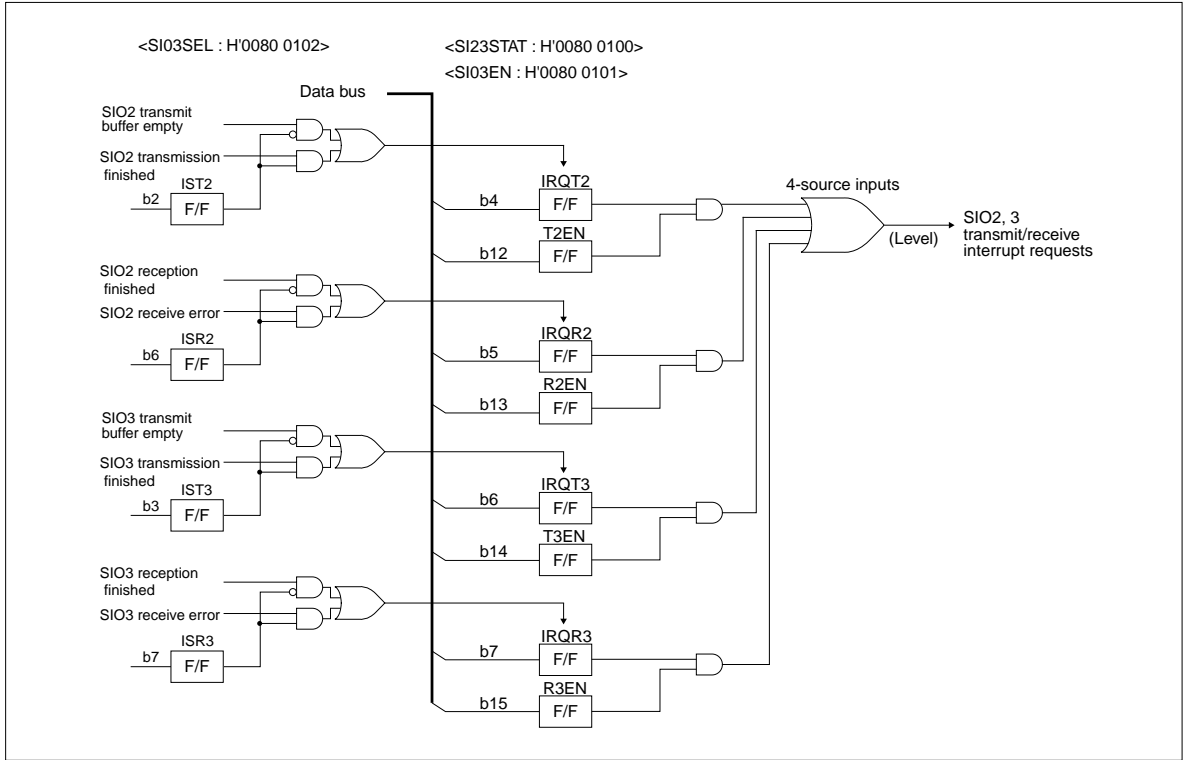 <SI03SEL : H'0080 0102>
<SI23STAT : H'0080 0100>
<SI03EN : H'0080 0101>
Data bus
SIO2 transmit
buffer empty
SIO2 transmission
finished
IST2
b2
F/F
IRQT2
b4
F/F
T2EN
b12
F/F
4-source inputs
(Level)
SIO2, 3
transmit/receive
interrupt requests
SIO2 reception
finished
SIO2 receive error
ISR2
b6
F/F
IRQR2
b5
F/F
R2EN
b13
F/F
SIO3 transmit
buffer empty
SIO3 transmission
finished
IST3
b3
F/F
IRQT3
b6
F/F
T3EN
b14
F/F
SIO3 reception
finished
SIO3 receive error
ISR3
b7
F/F
IRQR3
b7
F/F
R3EN
b15
F/F